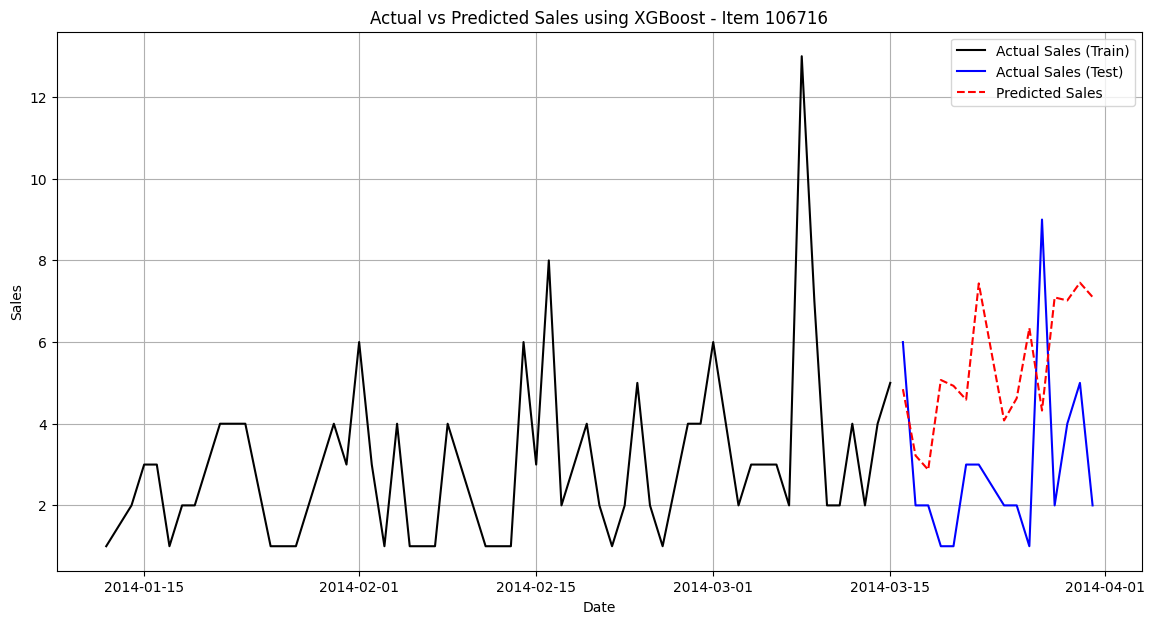 Actual vs Predicted Sales using XGBoost - Item 106716
Actual Sales (Train)
Actual Sales (Test)
Predicted Sales
12
10
8
6
4
2
Sales
2014-01-15
2014-02-01
2014-02-15
2014-03-01
2014-03-15
2014-04-01
Date